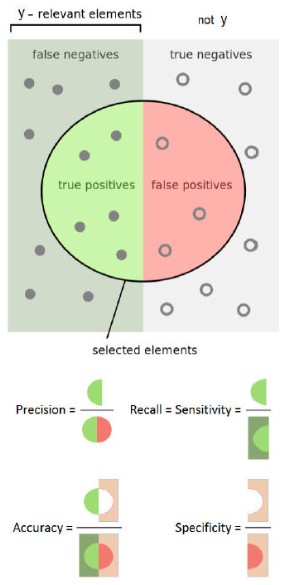 y – relevant elements
not y
false negatives
true negatives
true positives
false positives
selected elements
Precision =
Recall = Sensitivity =
Accuracy =
Specificity =